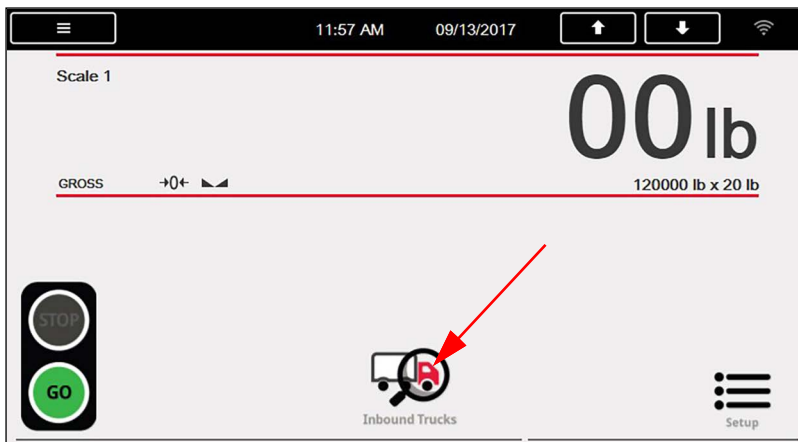 11:57 AM 09/13/2017
Scale 1
00 lb
GROSS →0← 120000 lb x 20 lb
STOP
GO
Inbound Trucks
Setup